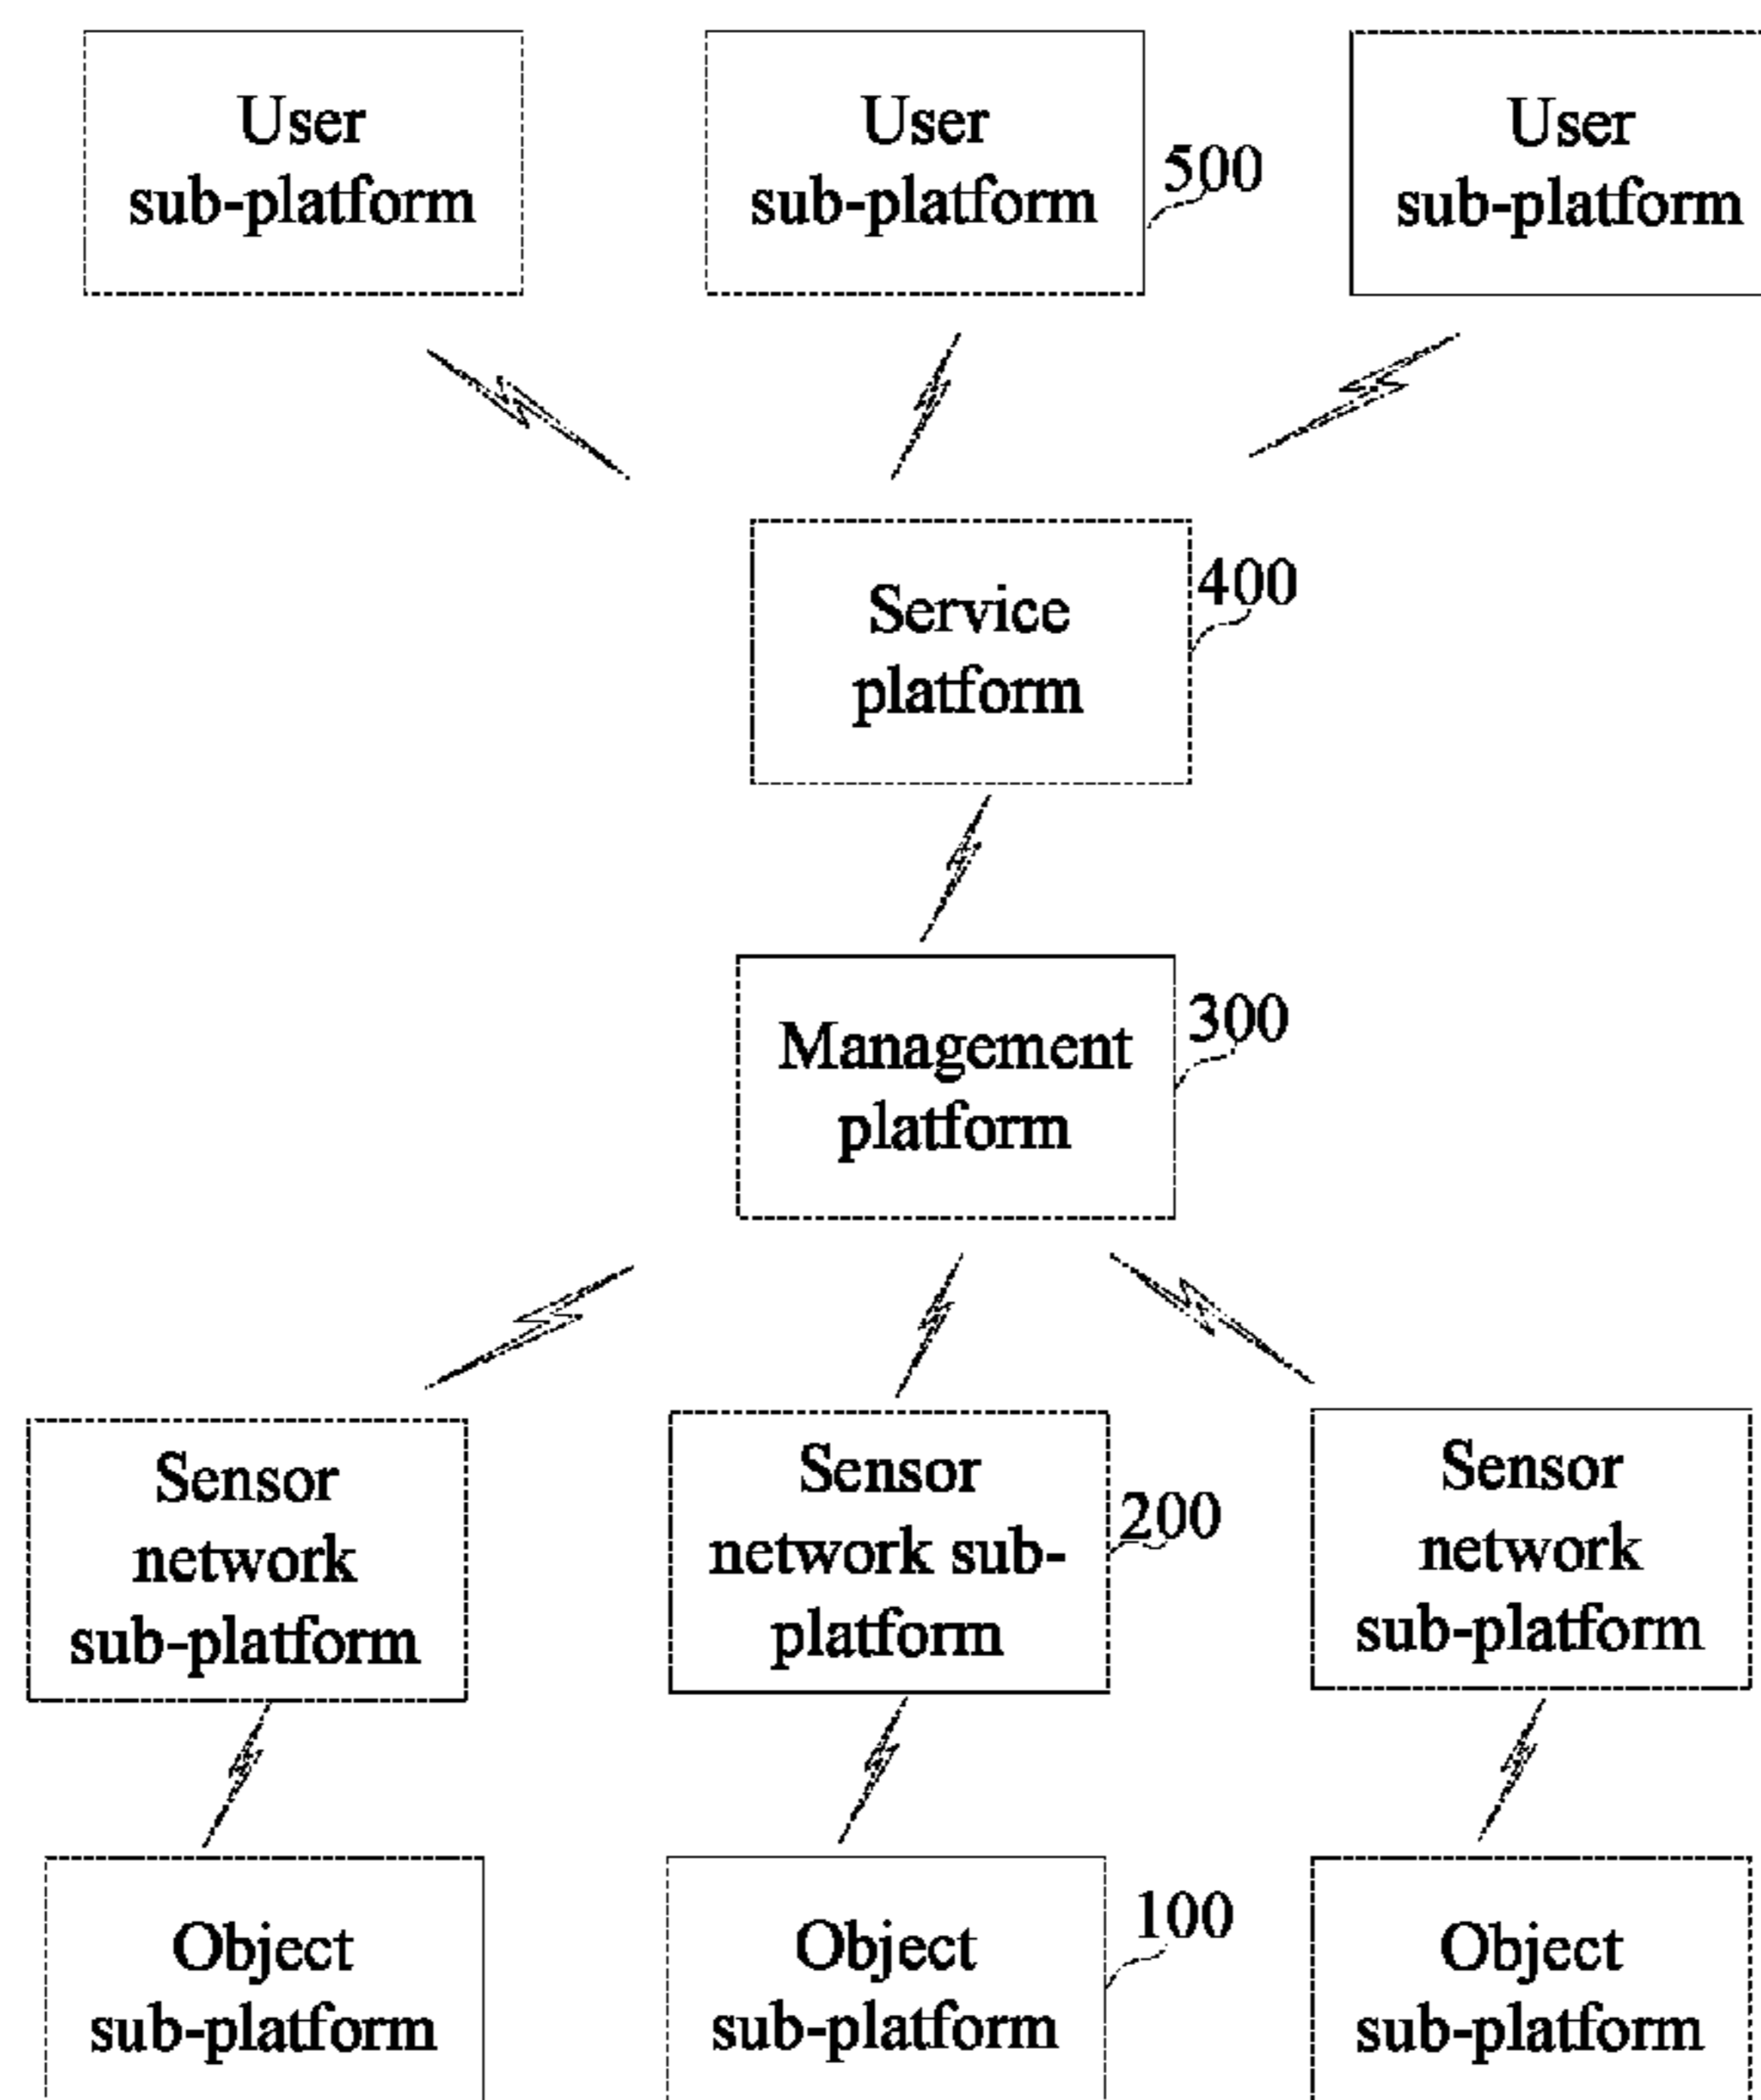 User
sub-platform
User
sub-platform
500
User
sub-platform
Service
platform
400
Management
platform
300
Sensor
network
sub-platform
Sensor
network sub-
platform
200
Sensor
network
sub-platform
Object
sub-platform
Object
sub-platform
100
Object
sub-platform